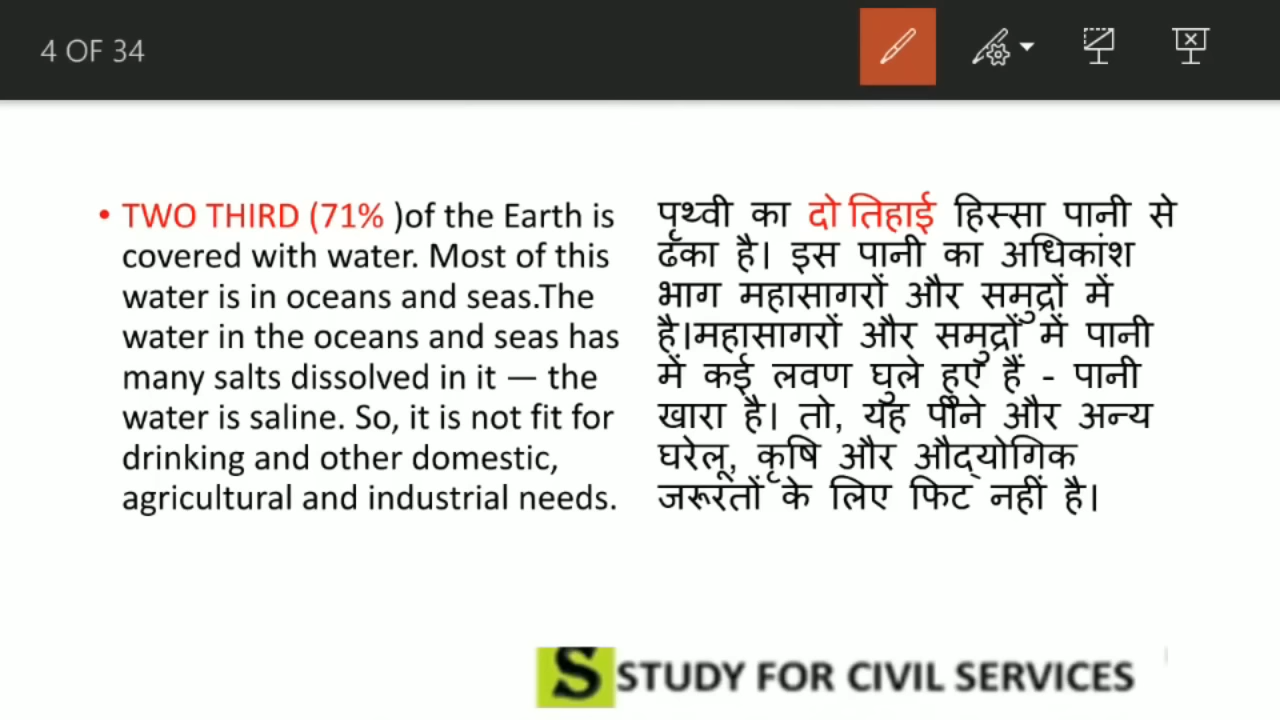 4 OF 34
• TWO THIRD (71% )of the Earth is
covered with water. Most of this
water is in oceans and seas.The
water in the oceans and seas has
many salts dissolved in it — the
water is saline. So, it is not fit for
drinking and other domestic,
agricultural and industrial needs.
पृथ्वी का दो तिहाई हिस्सा पानी से
ढंका है। इस पानी का अधिकांश
भाग महासागरों और समुद्रों में
है।महासागरों और समुद्रों में पानी
में कई लवण घुले हुए हैं - पानी
खारा है। तो, यह पीने और अन्य
घरेलू, कृषि और औद्योगिक
जरूरतों के लिए फिट नहीं है।
S STUDY FOR CIVIL SERVICES